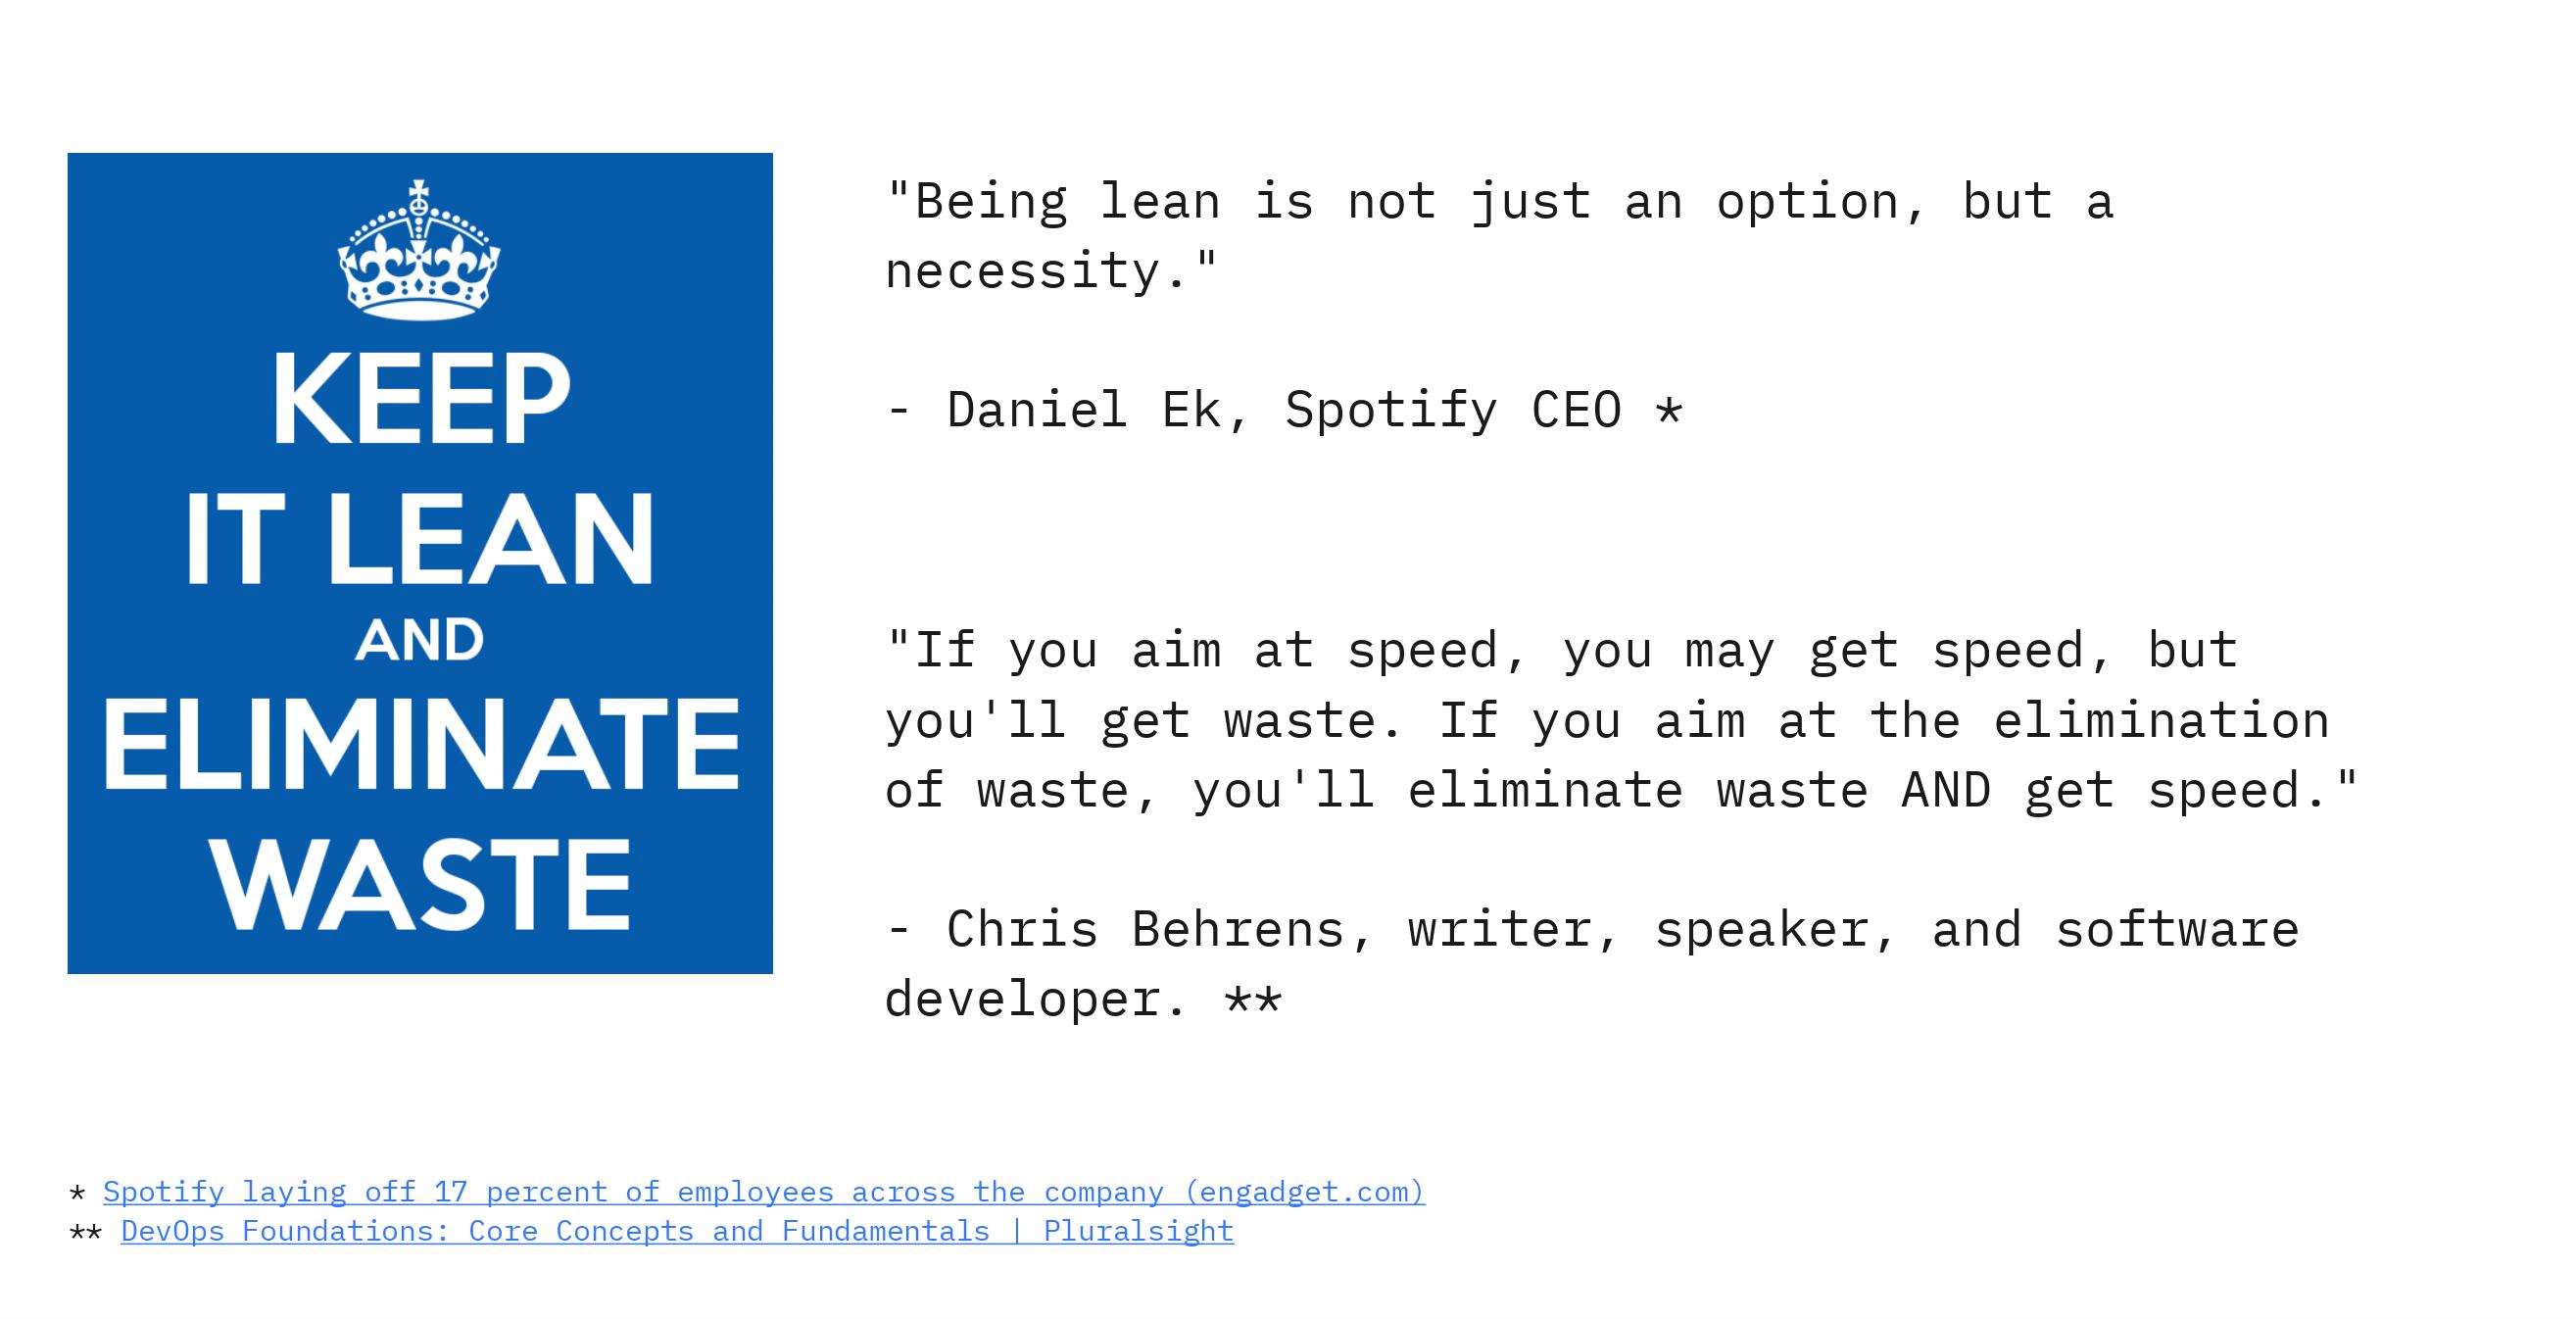 KEEP
IT LEAN
AND
ELIMINATE
WASTE
"Being lean is not just an option, but a
necessity."
- Daniel Ek, Spotify CEO *
"If you aim at speed, you may get speed, but
you'll get waste. If you aim at the elimination
of waste, you'll eliminate waste AND get speed."
- Chris Behrens, writer, speaker, and software
developer. **
* Spotify laying off 17 percent of employees across the company (engadget.com)
** DevOps Foundations: Core Concepts and Fundamentals | Pluralsight